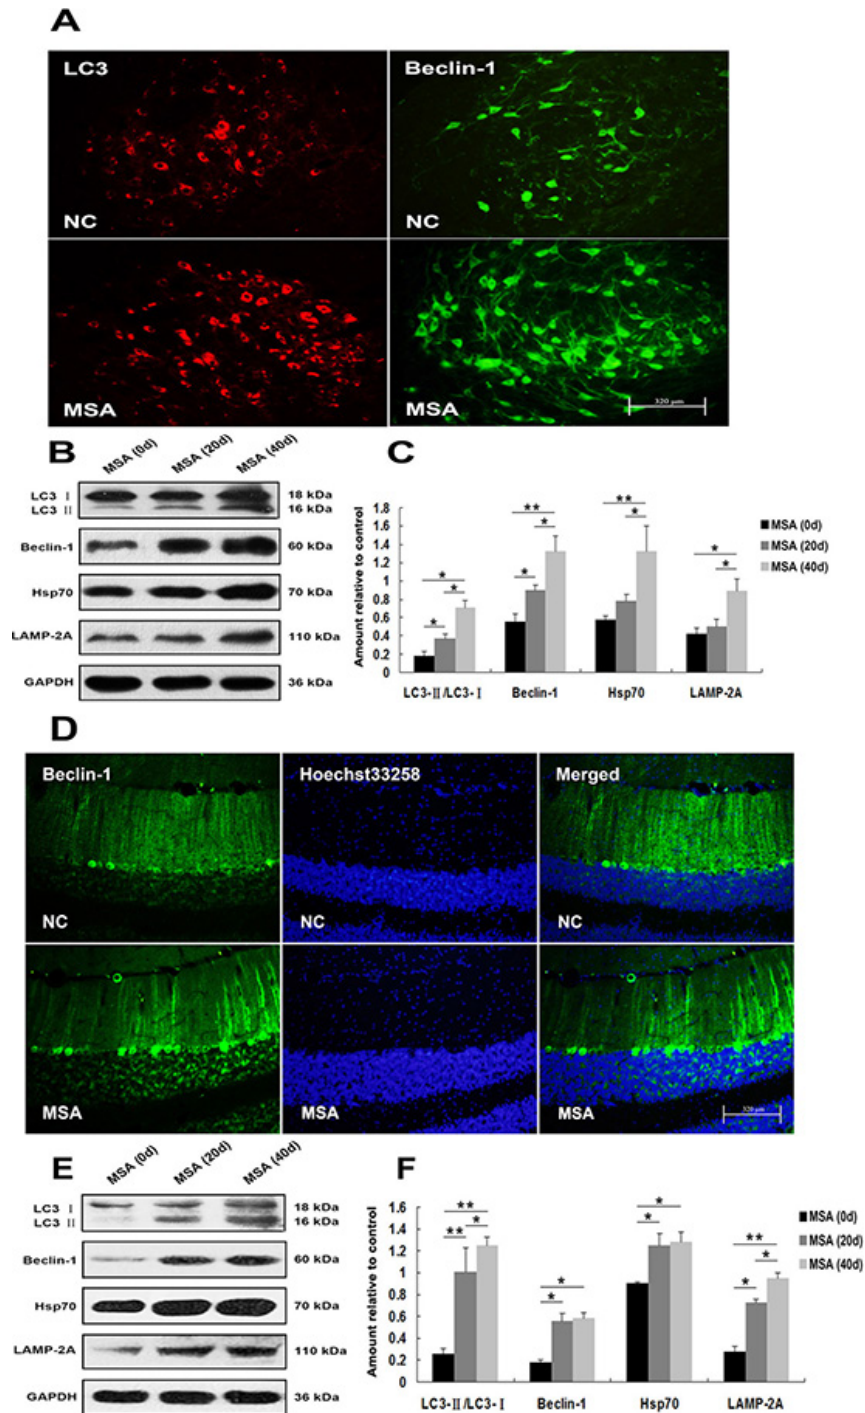 A
LC3
Beclin-1
NC
NC
MSA
MSA
320 µm
B
MSA (0d)
MSA (20d)
MSA (40d)
LC3 Ⅰ
18 kDa
LC3 Ⅱ
16 kDa
Beclin-1
60 kDa
Hsp70
70 kDa
LAMP-2A
110 kDa
GAPDH
36 kDa
C
Amount relative to control
1.8
1.6
1.4
1.2
1
0.8
0.6
0.4
0.2
0
* * *
** * *
** *
* *
MSA (0d)
MSA (20d)
MSA (40d)
LC3-Ⅱ/LC3-Ⅰ
Beclin-1
Hsp70
LAMP-2A
D
Beclin-1
Hoechst33258
Merged
NC
NC
NC
MSA
MSA
MSA
320 µm
E
MSA (0d)
MSA (20d)
MSA (40d)
LC3 Ⅰ
18 kDa
LC3 Ⅱ
16 kDa
Beclin-1
60 kDa
Hsp70
70 kDa
LAMP-2A
110 kDa
GAPDH
36 kDa
F
Amount relative to control
1.6
1.4
1.2
1
0.8
0.6
0.4
0.2
0
** ** *
* *
* *
** * *
MSA (0d)
MSA (20d)
MSA (40d)
LC3-Ⅱ/LC3-Ⅰ
Beclin-1
Hsp70
LAMP-2A